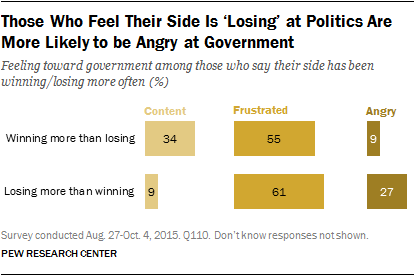 Those Who Feel Their Side Is ‘Losing’ at Politics Are
More Likely to be Angry at Government
Feeling toward government among those who say their side has been
winning/losing more often (%)
Content Frustrated Angry
Winning more than losing 34 55 9
Losing more than winning 9 61 27
Survey conducted Aug. 27-Oct. 4, 2015. Q110. Don’t know responses not shown.
PEW RESEARCH CENTER